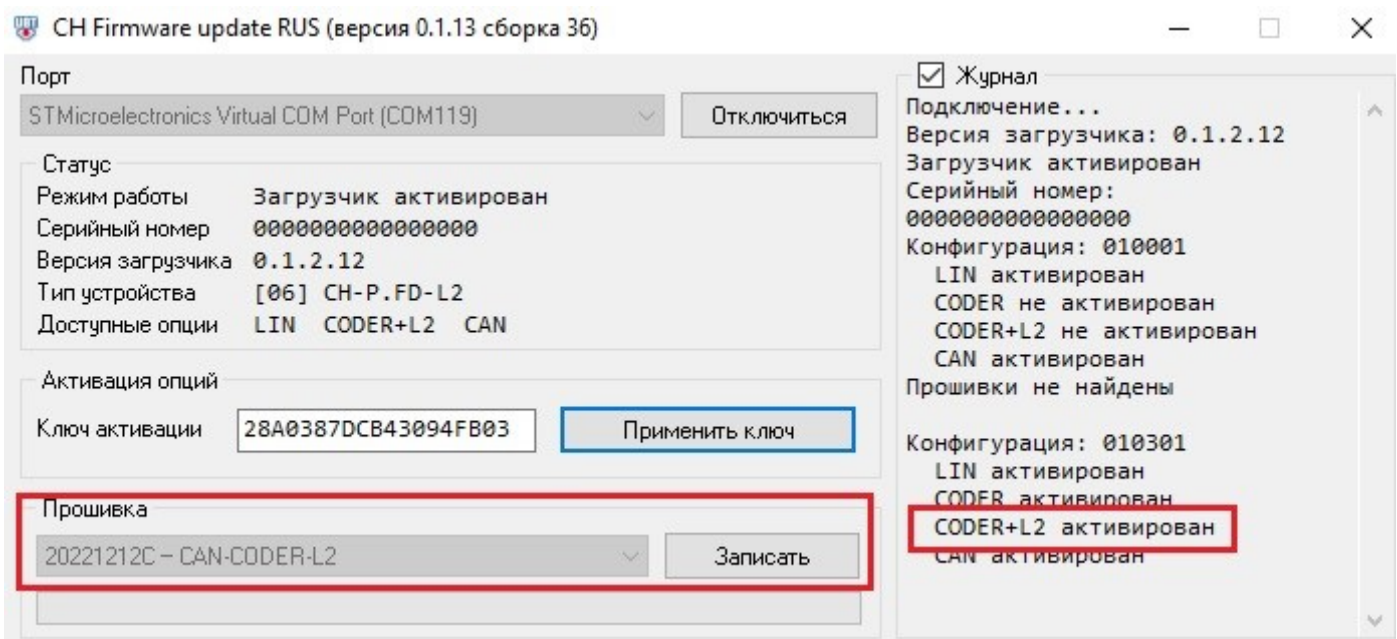 CH Firmware update RUS (версия 0.1.13 сборка 36)
Порт
STMicroelectronics Virtual COM Port (COM119)
Отключиться
Статус
Режим работы Загрузчик активирован
Серийный номер 0000000000000000
Версия загрузчика 0.1.2.12
Тип устройства [06] CH-P.FD-L2
Доступные опции LIN CODER+L2 CAN
Активация опций
Ключ активации 28A0387DCB43094FB03 Применить ключ
Прошивка
20221212C – CAN-CODER-L2 Записать
Журнал
Подключение...
Версия загрузчика: 0.1.2.12
Загрузчик активирован
Серийный номер:
0000000000000000
Конфигурация: 010001
LIN активирован
CODER не активирован
CODER+L2 не активирован
CAN активирован
Прошивки не найдены
Конфигурация: 010301
LIN активирован
CODER активирован
CODER+L2 активирован
CAN активирован